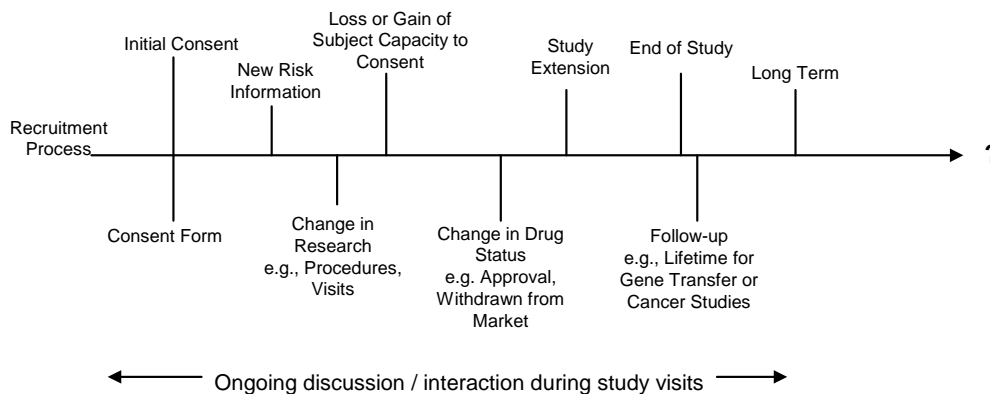 Recruitment
Process
Initial Consent
Consent Form
New Risk
Information
Change in
Research
e.g., Procedures,
Visits
Loss or Gain of
Subject Capacity to
Consent
Change in Drug
Status
e.g. Approval,
Withdrawn from
Market
Study
Extension
End of Study
Follow-up
e.g., Lifetime for
Gene Transfer or
Cancer Studies
Long Term
Ongoing discussion / interaction during study visits